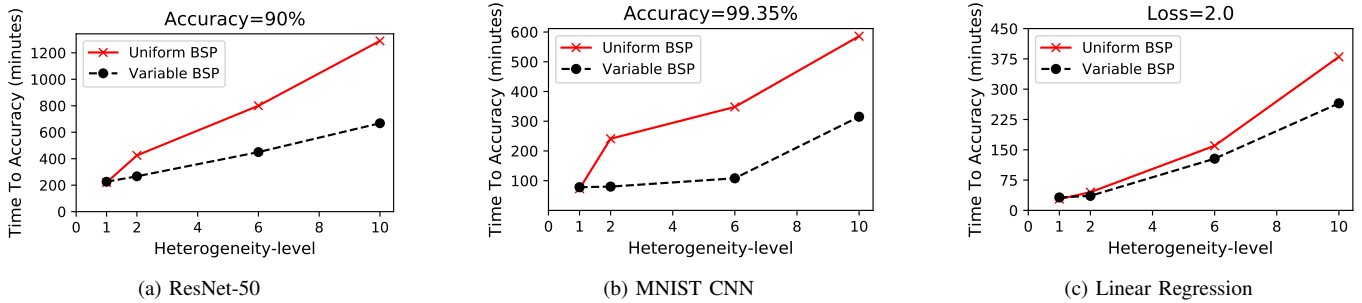 Accuracy=90%
Time To Accuracy (minutes)
1200
1000
800
600
400
200
0
Uniform BSP
Variable BSP
0 1 2 4 6 8 10
Heterogeneity-level
(a) ResNet-50
Accuracy=99.35%
Time To Accuracy (minutes)
600
500
400
300
200
100
Uniform BSP
Variable BSP
0 1 2 4 6 8 10
Heterogeneity-level
(b) MNIST CNN
Loss=2.0
Time To Accuracy (minutes)
450
375
300
225
150
75
0
Uniform BSP
Variable BSP
0 1 2 4 6 8 10
Heterogeneity-level
(c) Linear Regression